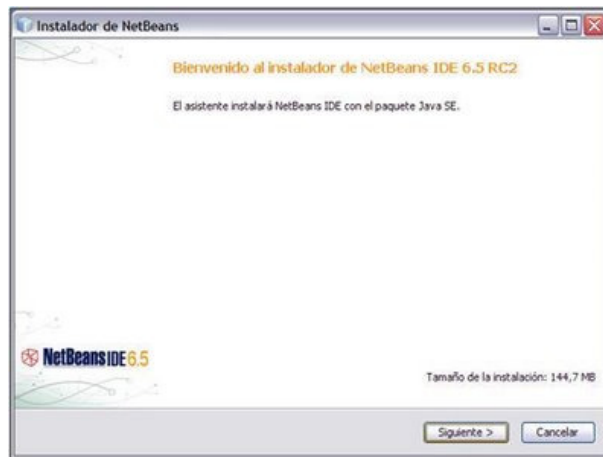 Instalador de NetBeans
Bienvenido al instalador de NetBeans IDE 6.5 RC2
El asistente instalará NetBeans IDE con el paquete Java SE.
NetBeans IDE 6.5
Tamaño de la instalación: 144,7 MB
Siguiente > Cancelar